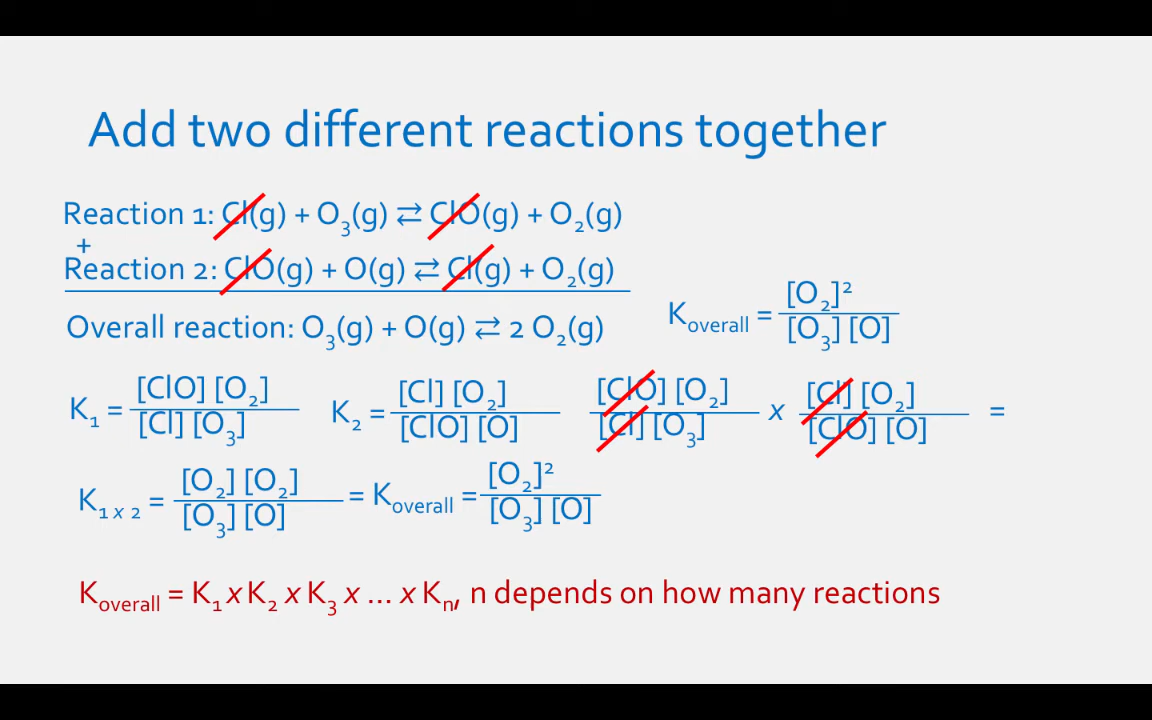 Add two different reactions together
Reaction 1: Cl(g) + O₃(g) ⇄ ClO(g) + O₂(g)
+
Reaction 2: ClO(g) + O(g) ⇄ Cl(g) + O₂(g)
Overall reaction: O₃(g) + O(g) ⇄ 2 O₂(g)
K_overall = [O₂]² / [O₃] [O]
K₁ = [ClO] [O₂] / [Cl] [O₃]
K₂ = [Cl] [O₂] / [ClO] [O]
[ClO] [O₂] / [Cl] [O₃] x [Cl] [O₂] / [ClO] [O] =
K₁ ₓ ₂ = [O₂] [O₂] / [O₃] [O] = K_overall = [O₂]² / [O₃] [O]
K_overall = K₁ x K₂ x K₃ x ... x Kₙ, n depends on how many reactions